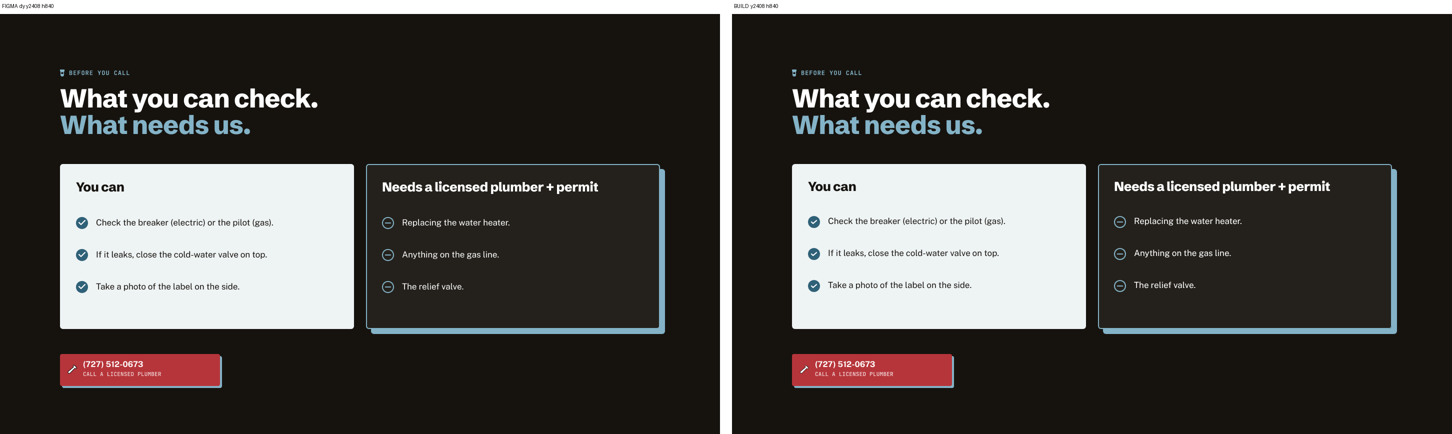 FIGMA dy y2408 h840
BEFORE YOU CALL
What you can check.
What needs us.
You can
Check the breaker (electric) or the pilot (gas).
If it leaks, close the cold-water valve on top.
Take a photo of the label on the side.
Needs a licensed plumber + permit
Replacing the water heater.
Anything on the gas line.
The relief valve.
(727) 512-0673
CALL A LICENSED PLUMBER
BUILD y2408 h840
BEFORE YOU CALL
What you can check.
What needs us.
You can
Check the breaker (electric) or the pilot (gas).
If it leaks, close the cold-water valve on top.
Take a photo of the label on the side.
Needs a licensed plumber + permit
Replacing the water heater.
Anything on the gas line.
The relief valve.
(727) 512-0673
CALL A LICENSED PLUMBER